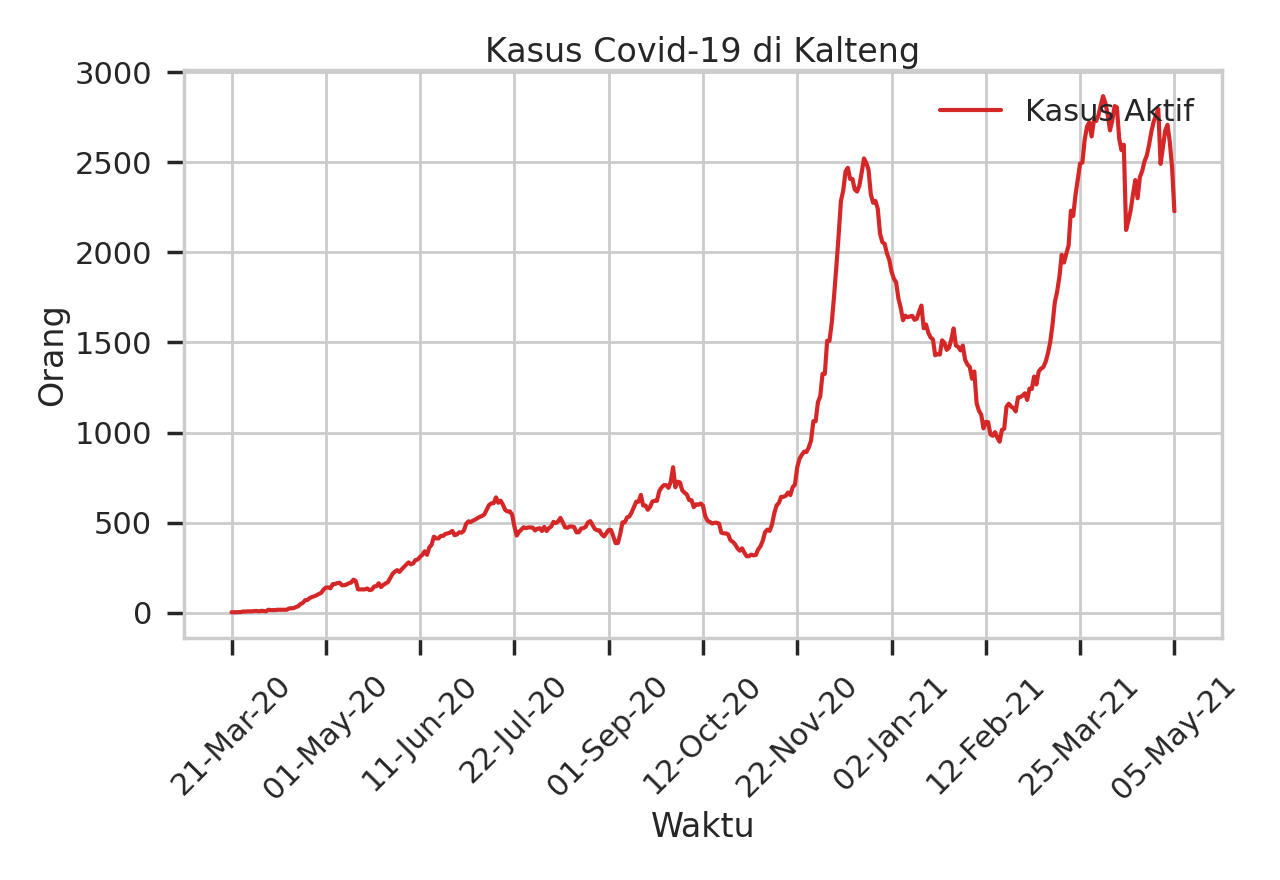 Kasus Covid-19 di Kalteng
Kasus Aktif
Orang
3000
2500
2000
1500
1000
500
0
21-Mar-20
01-May-20
11-Jun-20
22-Jul-20
01-Sep-20
12-Oct-20
22-Nov-20
02-Jan-21
12-Feb-21
25-Mar-21
05-May-21
Waktu